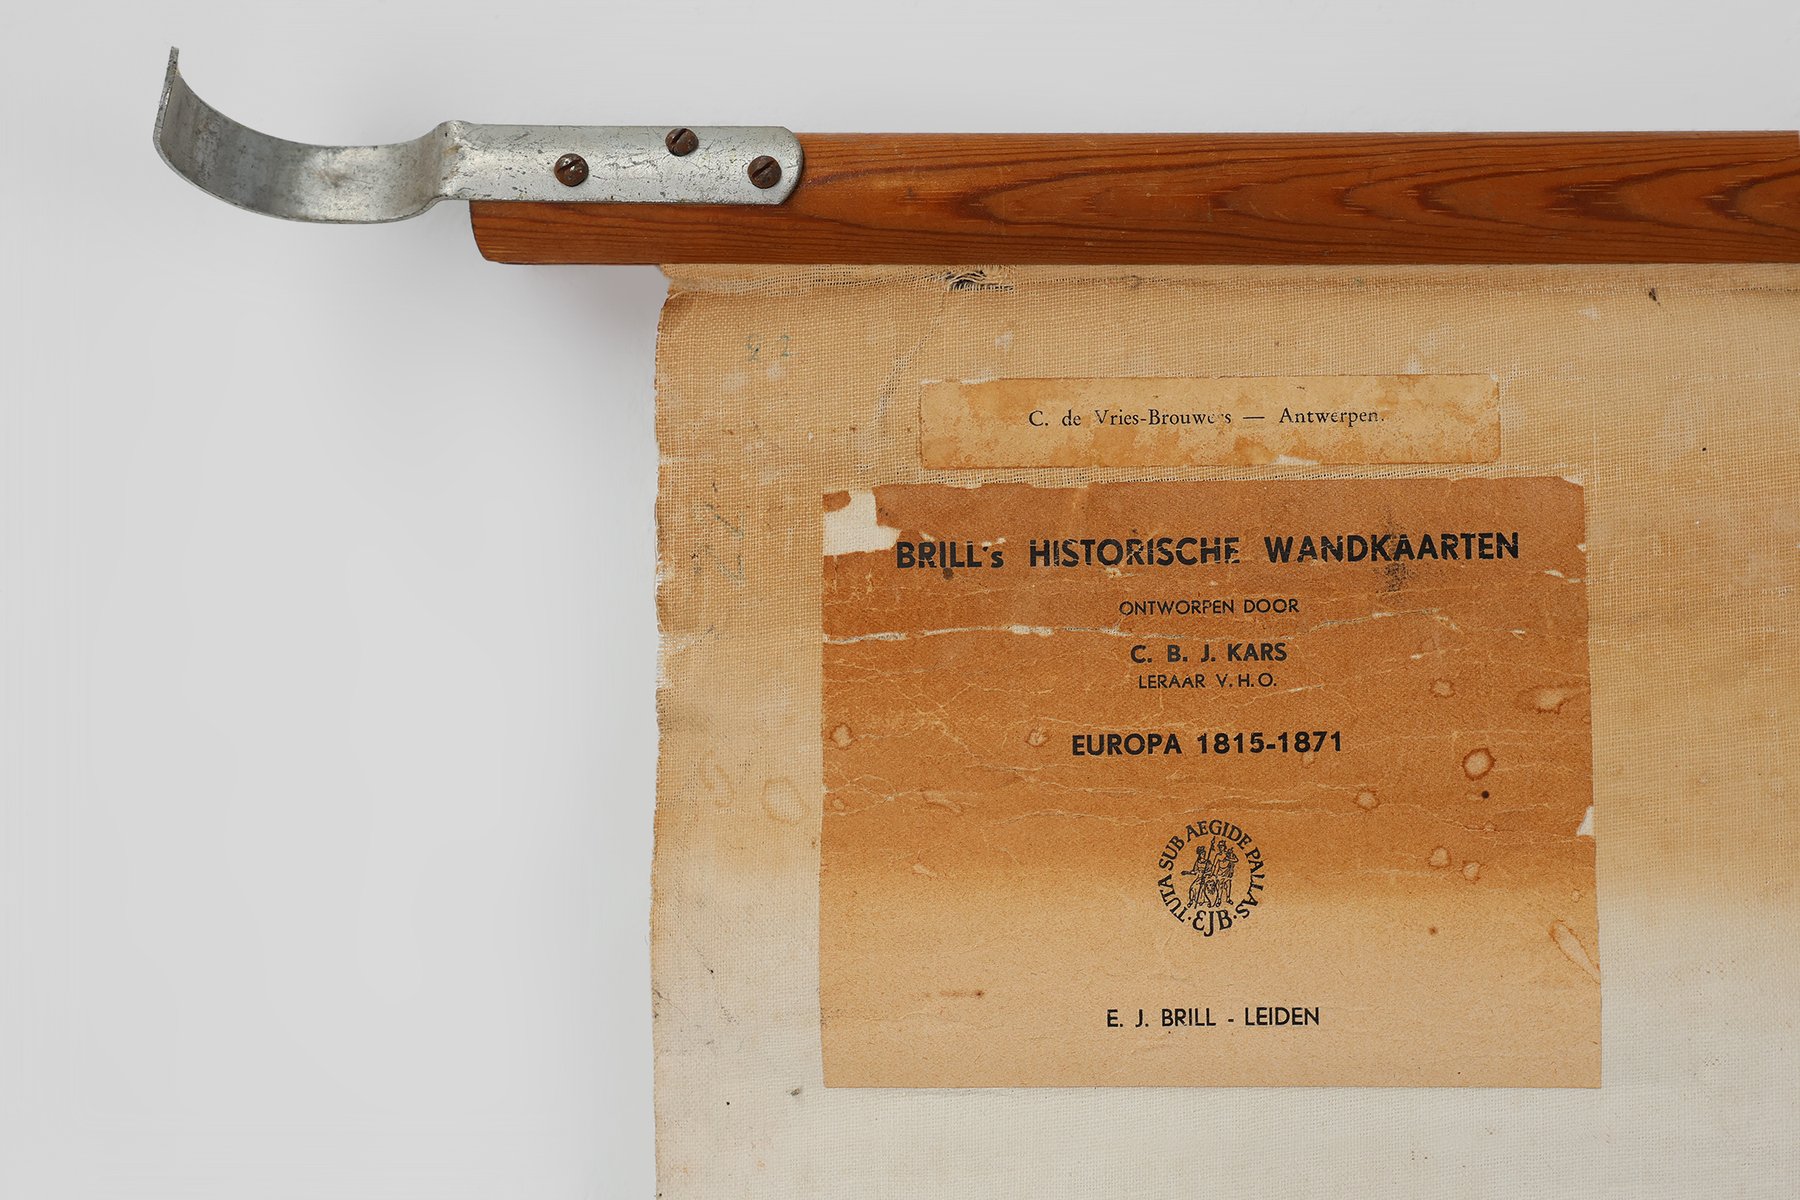 C. de Vries-Brouwers — Antwerpen.
BRILL's HISTORISCHE WANDKAARTEN
ONTWORPEN DOOR
C. B. J. KARS
LERAAR V.H.O.
EUROPA 1815-1871
TUTA SUB AEGIDE PALLAS
·EJB·
E. J. BRILL - LEIDEN